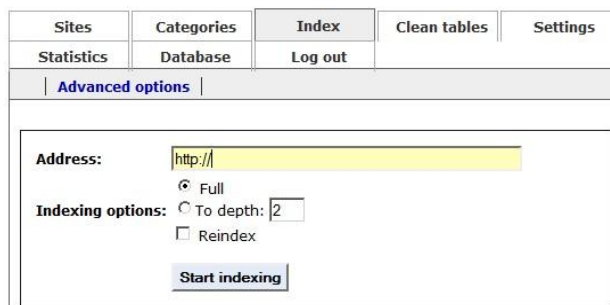 Sites Categories Index Clean tables Settings
Statistics Database Log out
Advanced options
Address: http://
Full
Indexing options: To depth: 2
Reindex
Start indexing